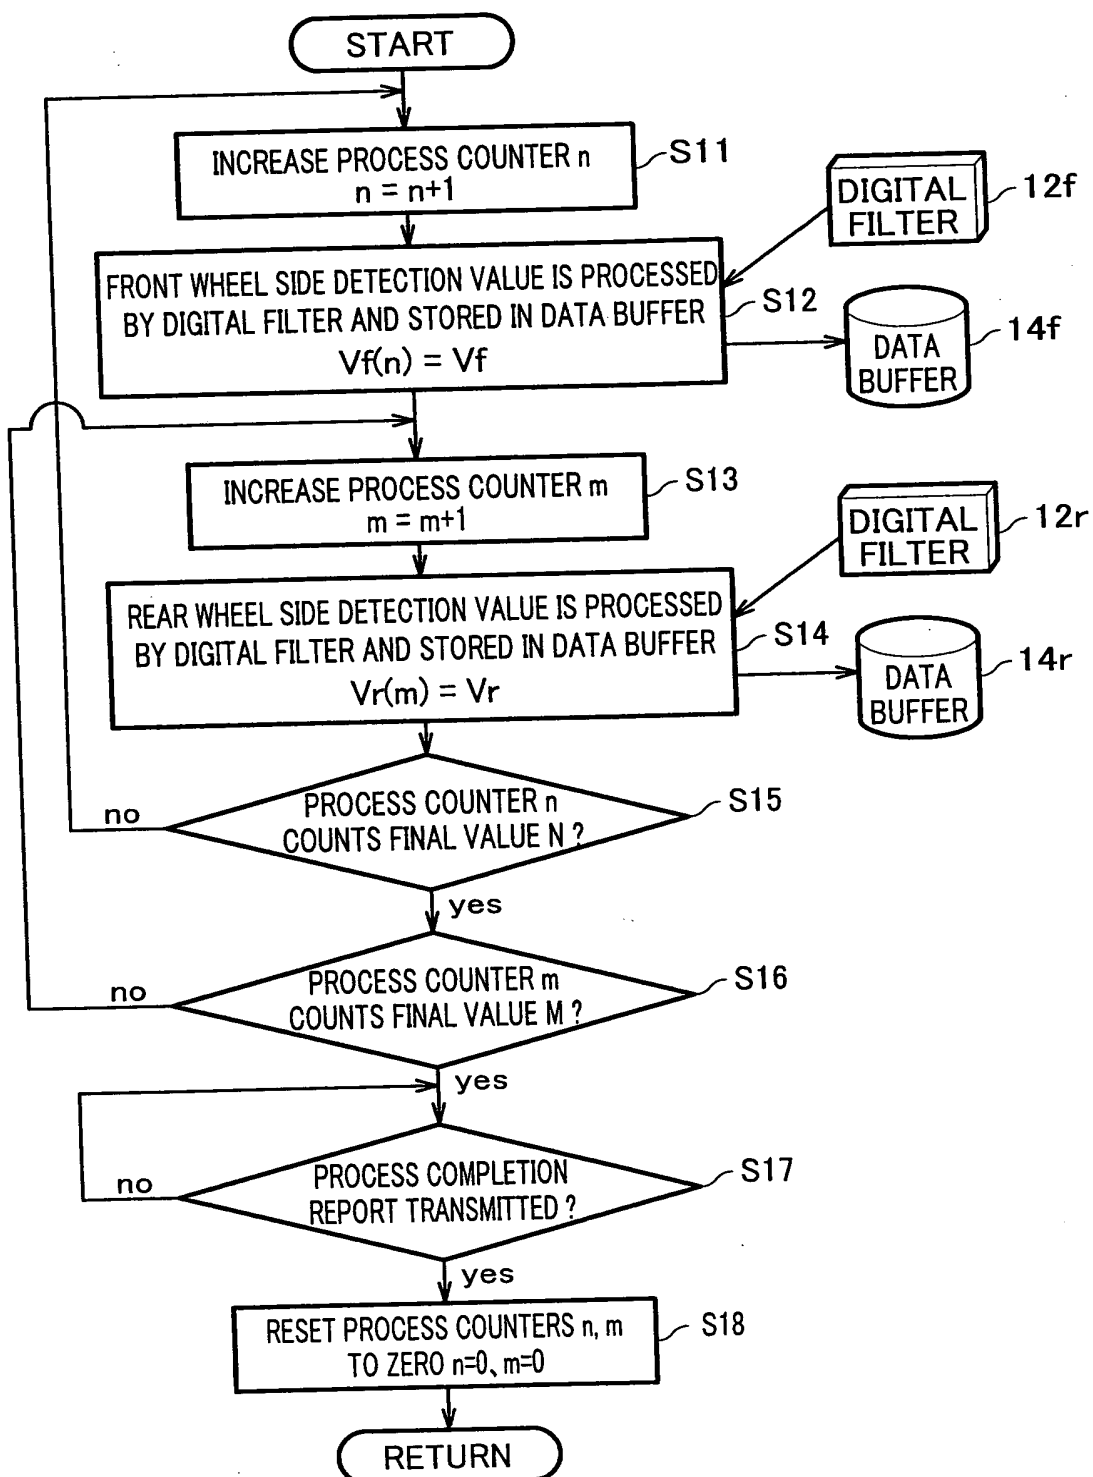 START
INCREASE PROCESS COUNTER n
n = n+1
S11
DIGITAL
FILTER
12f
FRONT WHEEL SIDE DETECTION VALUE IS PROCESSED
BY DIGITAL FILTER AND STORED IN DATA BUFFER
Vf(n) = Vf
S12
DATA
BUFFER
14f
INCREASE PROCESS COUNTER m
m = m+1
S13
DIGITAL
FILTER
12r
REAR WHEEL SIDE DETECTION VALUE IS PROCESSED
BY DIGITAL FILTER AND STORED IN DATA BUFFER
Vr(m) = Vr
S14
DATA
BUFFER
14r
PROCESS COUNTER n
COUNTS FINAL VALUE N ?
S15
no
yes
PROCESS COUNTER m
COUNTS FINAL VALUE M ?
S16
no
yes
PROCESS COMPLETION
REPORT TRANSMITTED ?
S17
no
yes
RESET PROCESS COUNTERS n, m
TO ZERO n=0、m=0
S18
RETURN